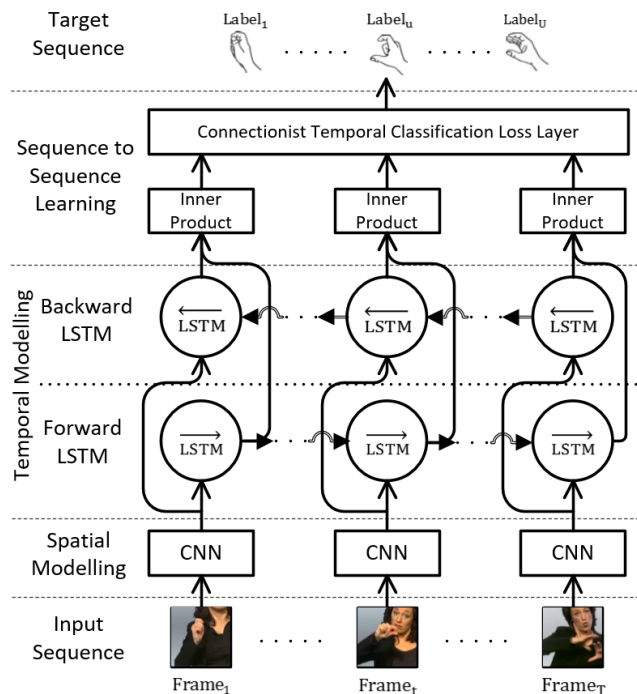 Target
Sequence
Label₁
Labelᵤ
Label_U
Sequence to
Sequence
Learning
Connectionist Temporal Classification Loss Layer
Inner
Product
Inner
Product
Inner
Product
Temporal Modelling
Backward
LSTM
LSTM
LSTM
LSTM
Forward
LSTM
LSTM
LSTM
LSTM
Spatial
Modelling
CNN
CNN
CNN
Input
Sequence
Frame₁
Frameₜ
Frame_T